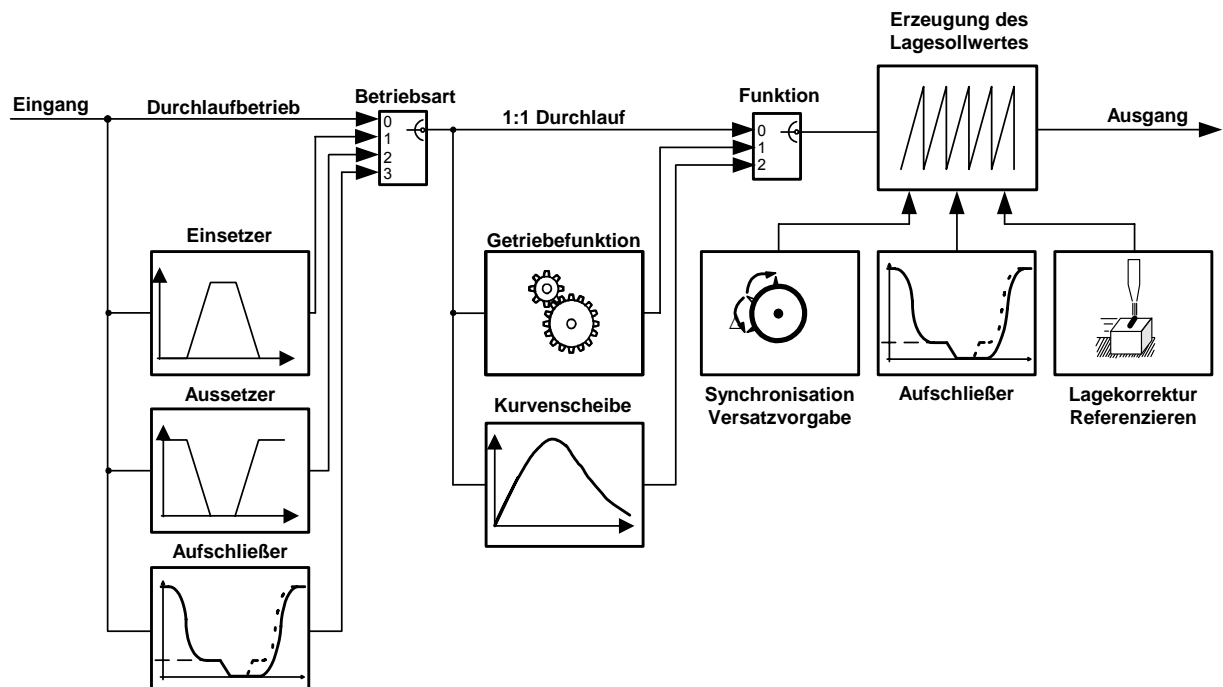 Erzeugung des
Lagesollwertes
Eingang
Durchlaufbetrieb
Betriebsart
0
1
2
3
1:1 Durchlauf
Funktion
0
1
2
Ausgang
Einsetzer
Getriebefunktion
Δ
Synchronisation
Versatzvorgabe
Aufschließer
Lagekorrektur
Referenzieren
Aussetzer
Kurvenscheibe
Aufschließer